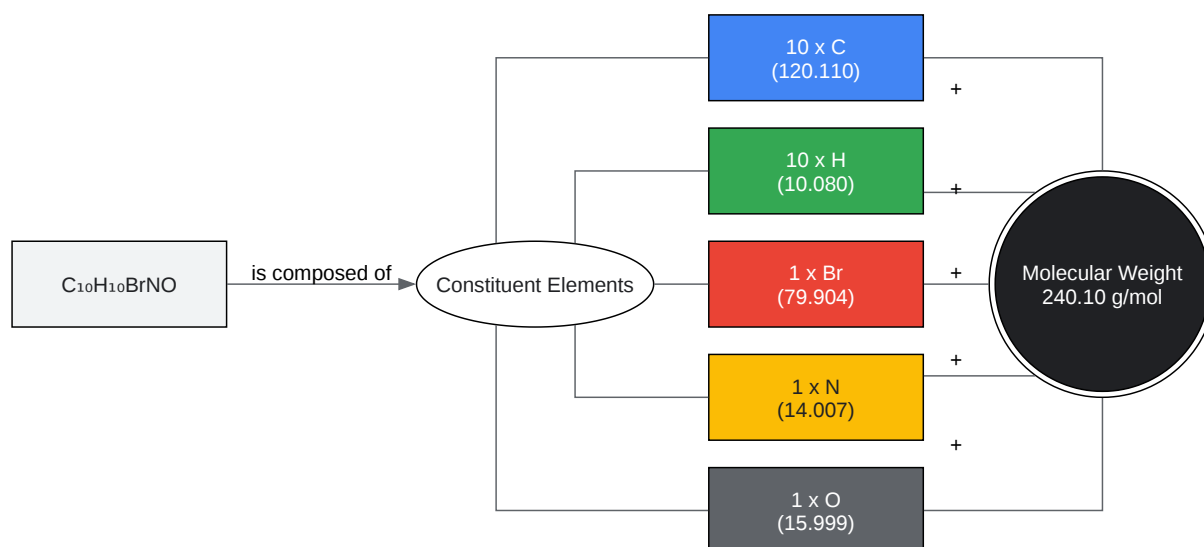 C₁₀H₁₀BrNO
is composed of
Constituent Elements
10 x C
(120.110)
+
10 x H
(10.080)
+
1 x Br
(79.904)
+
1 x N
(14.007)
+
1 x O
(15.999)
+
Molecular Weight
240.10 g/mol